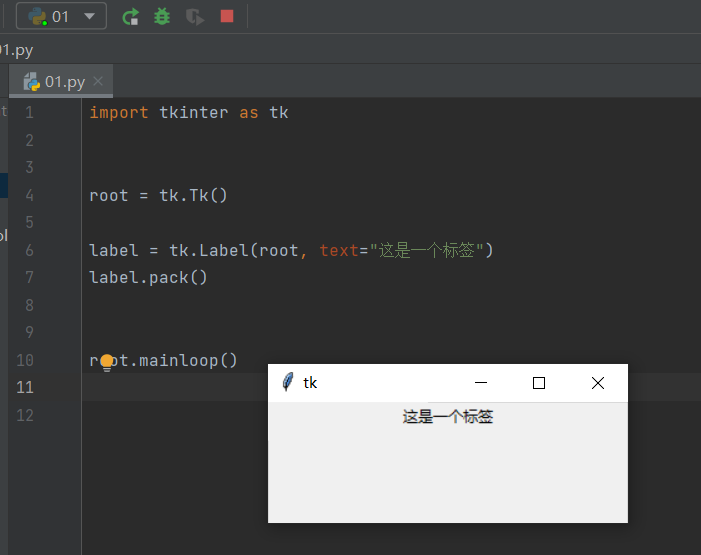 01
01.py
01.py
1 import tkinter as tk
2
3
4 root = tk.Tk()
5
6 label = tk.Label(root, text="这是一个标签")
7 label.pack()
8
9
10 root.mainloop()
11
12
tk
这是一个标签